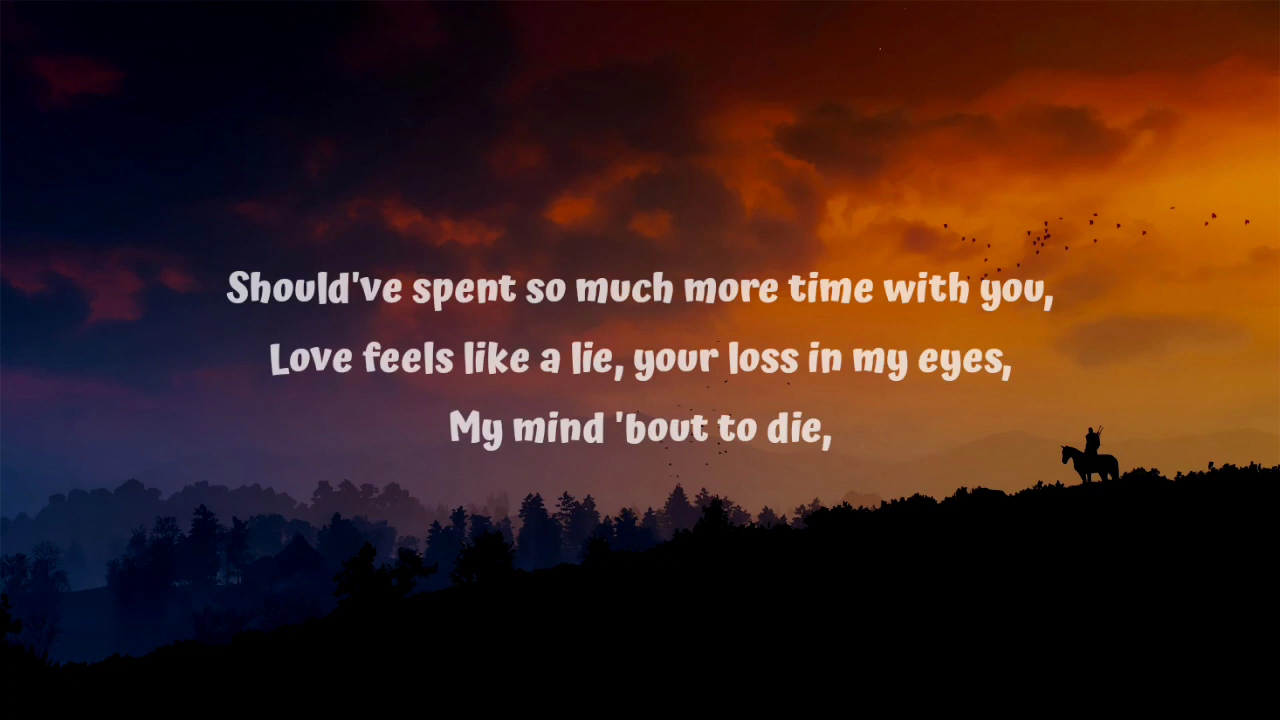 Should've spent so much more time with you,
Love feels like a lie, your loss in my eyes,
My mind 'bout to die,